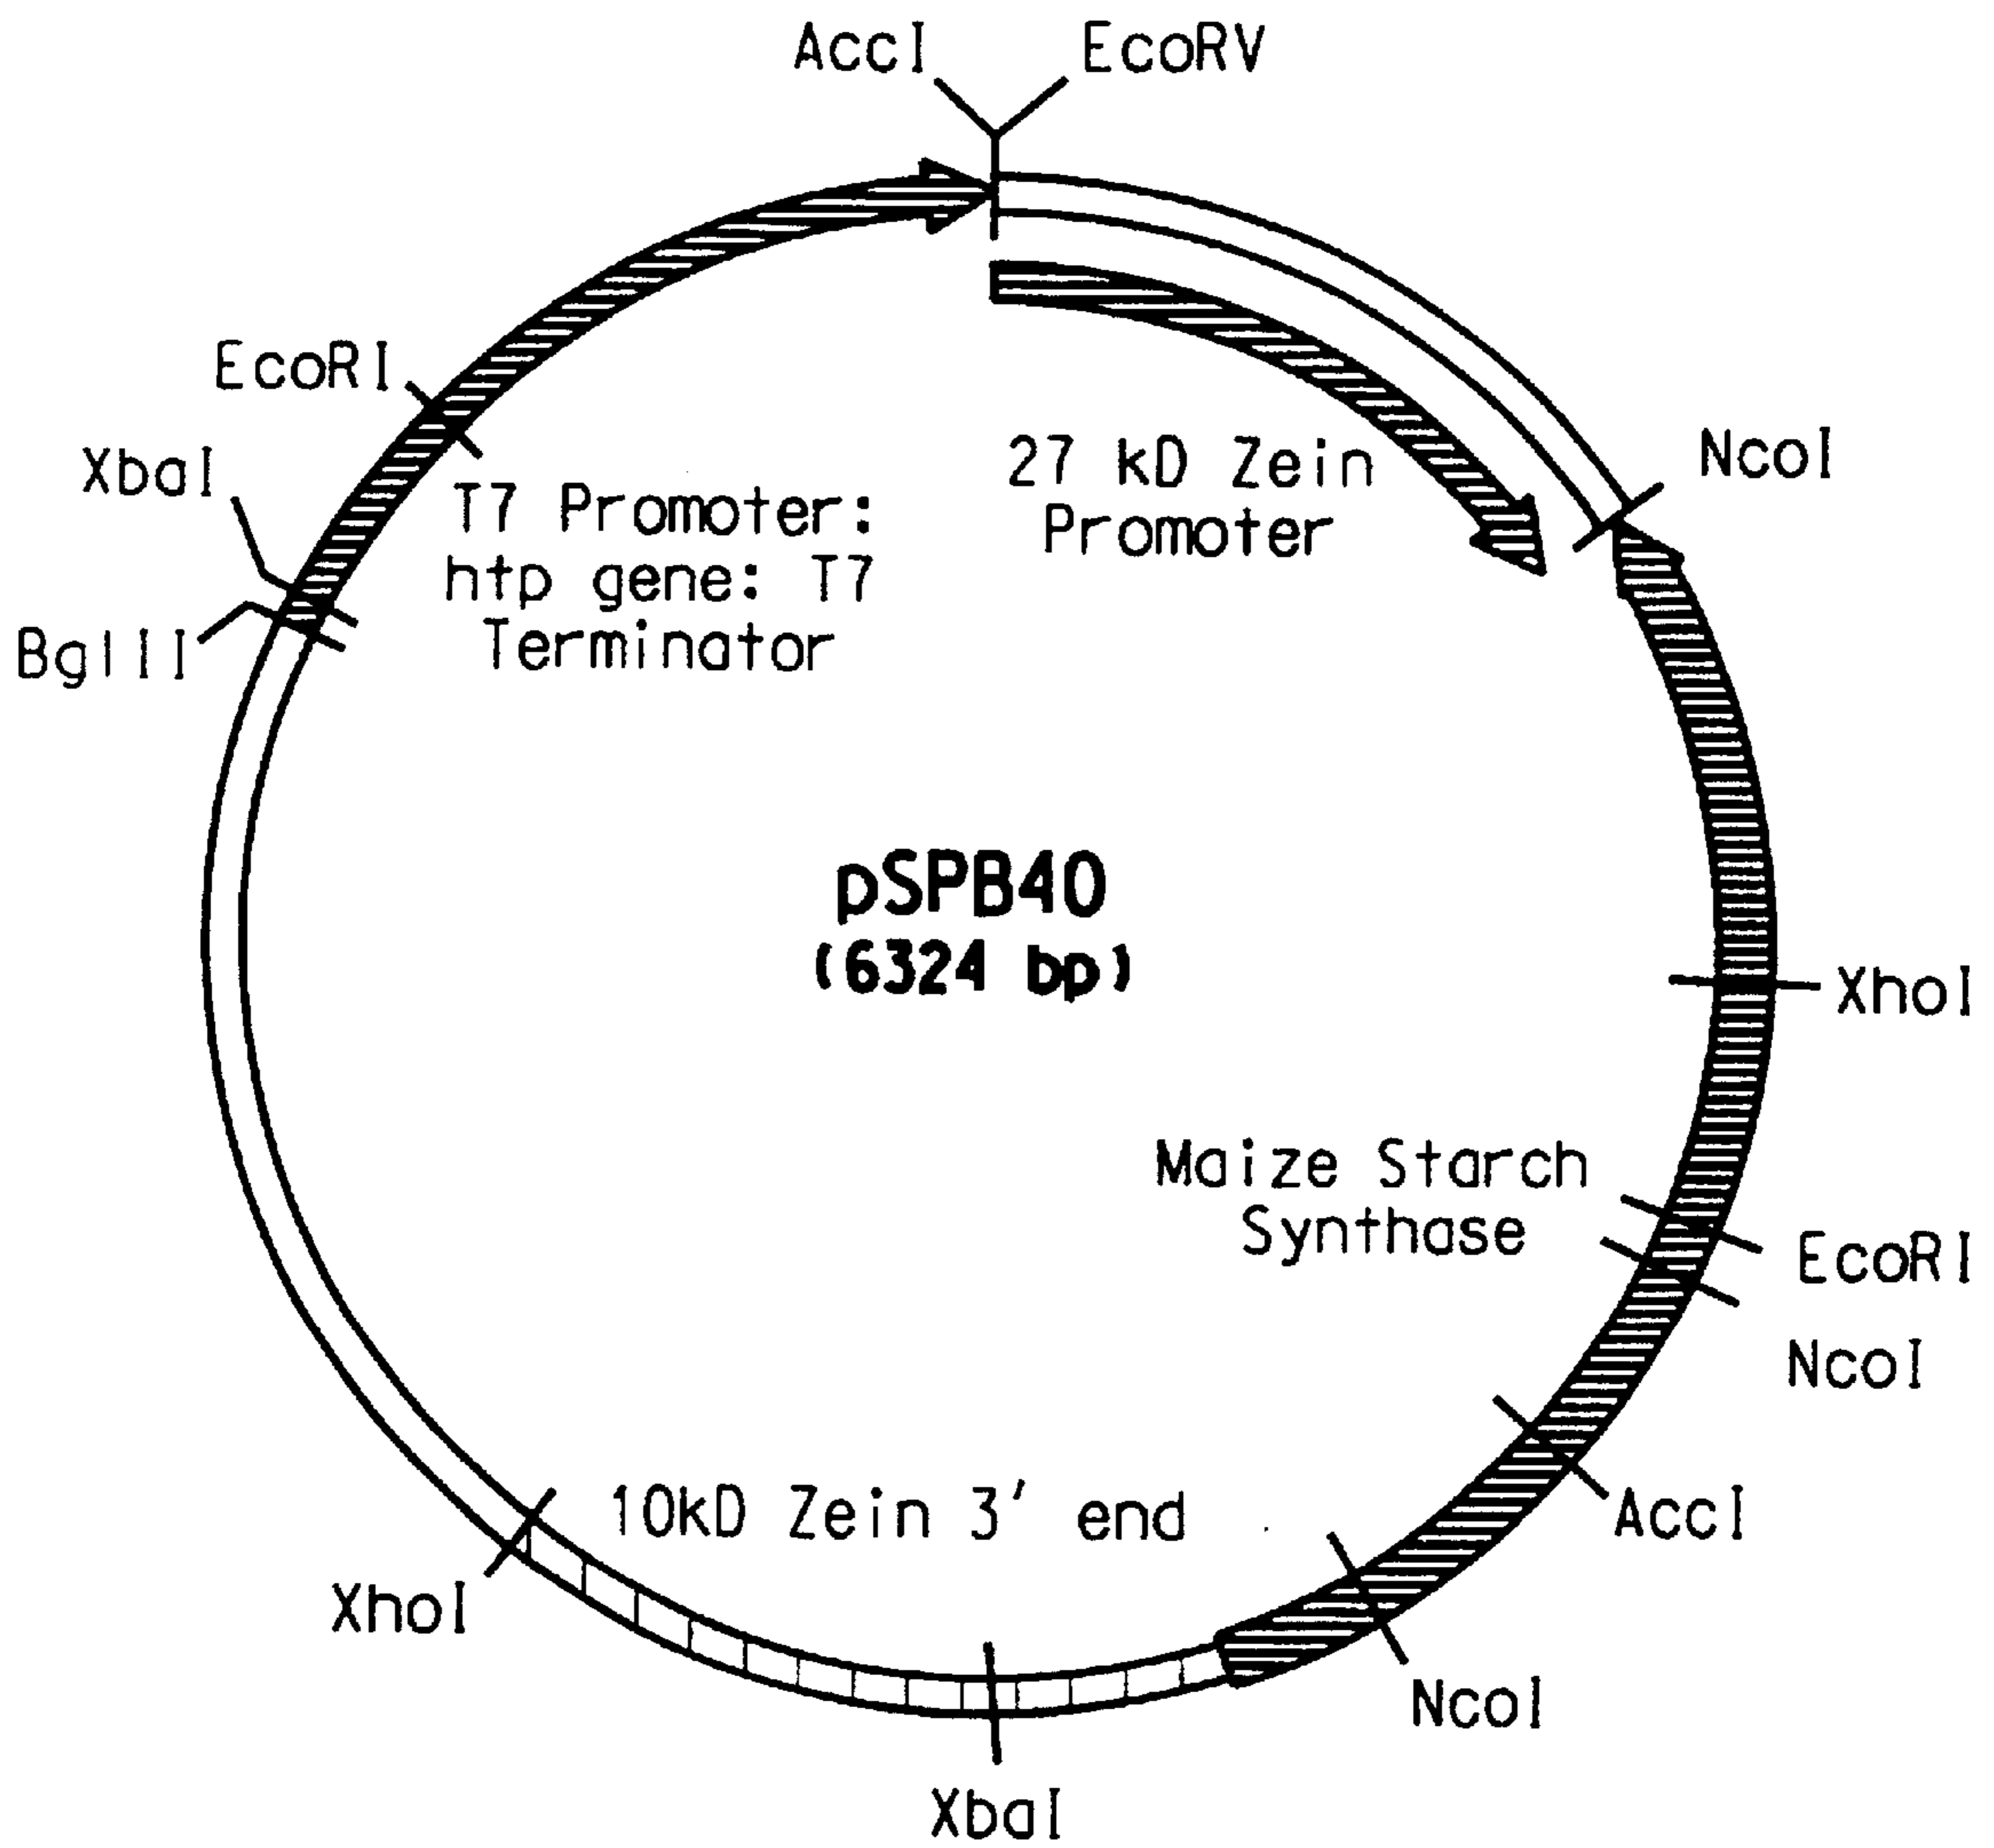 AccI
EcoRV
EcoRI
XbaI
BglII
T7 Promoter:
htp gene: T7
Terminator
27 kD Zein
Promoter
NcoI
pSPB40
(6324 bp)
XhoI
Maize Starch
Synthase
EcoRI
NcoI
AccI
10kD Zein 3' end
XhoI
NcoI
XbaI